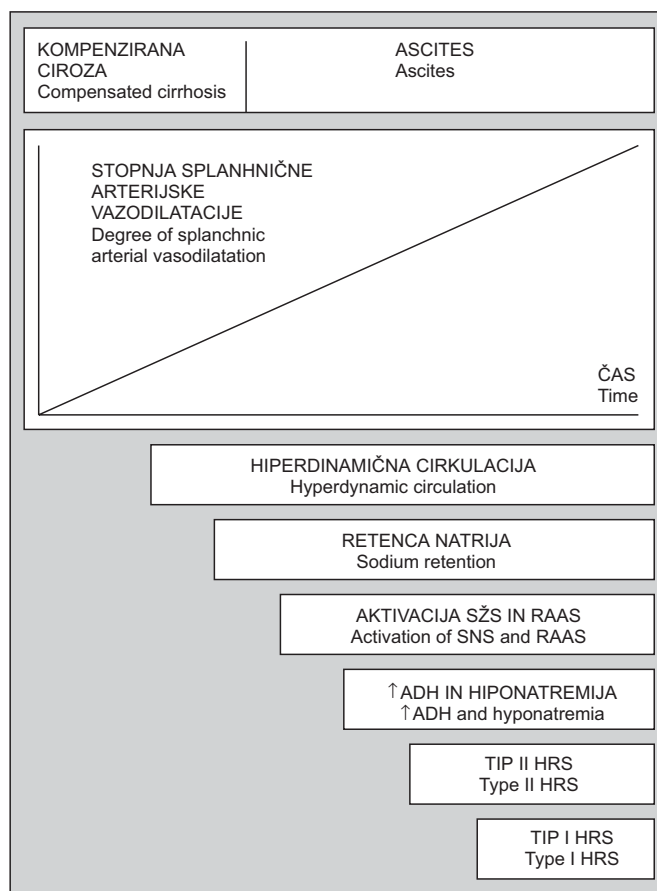 KOMPENZIRANA
CIROZA
Compensated cirrhosis
ASCITES
Ascites
STOPNJA SPLANHNIČNE
ARTERIJSKE
VAZODILATACIJE
Degree of splanchnic
arterial vasodilatation
ČAS
Time
HIPERDINAMIČNA CIRKULACIJA
Hyperdynamic circulation
RETENCA NATRIJA
Sodium retention
AKTIVACIJA SŽS IN RAAS
Activation of SNS and RAAS
↑ADH IN HIPONATREMIJA
↑ADH and hyponatremia
TIP II HRS
Type II HRS
TIP I HRS
Type I HRS